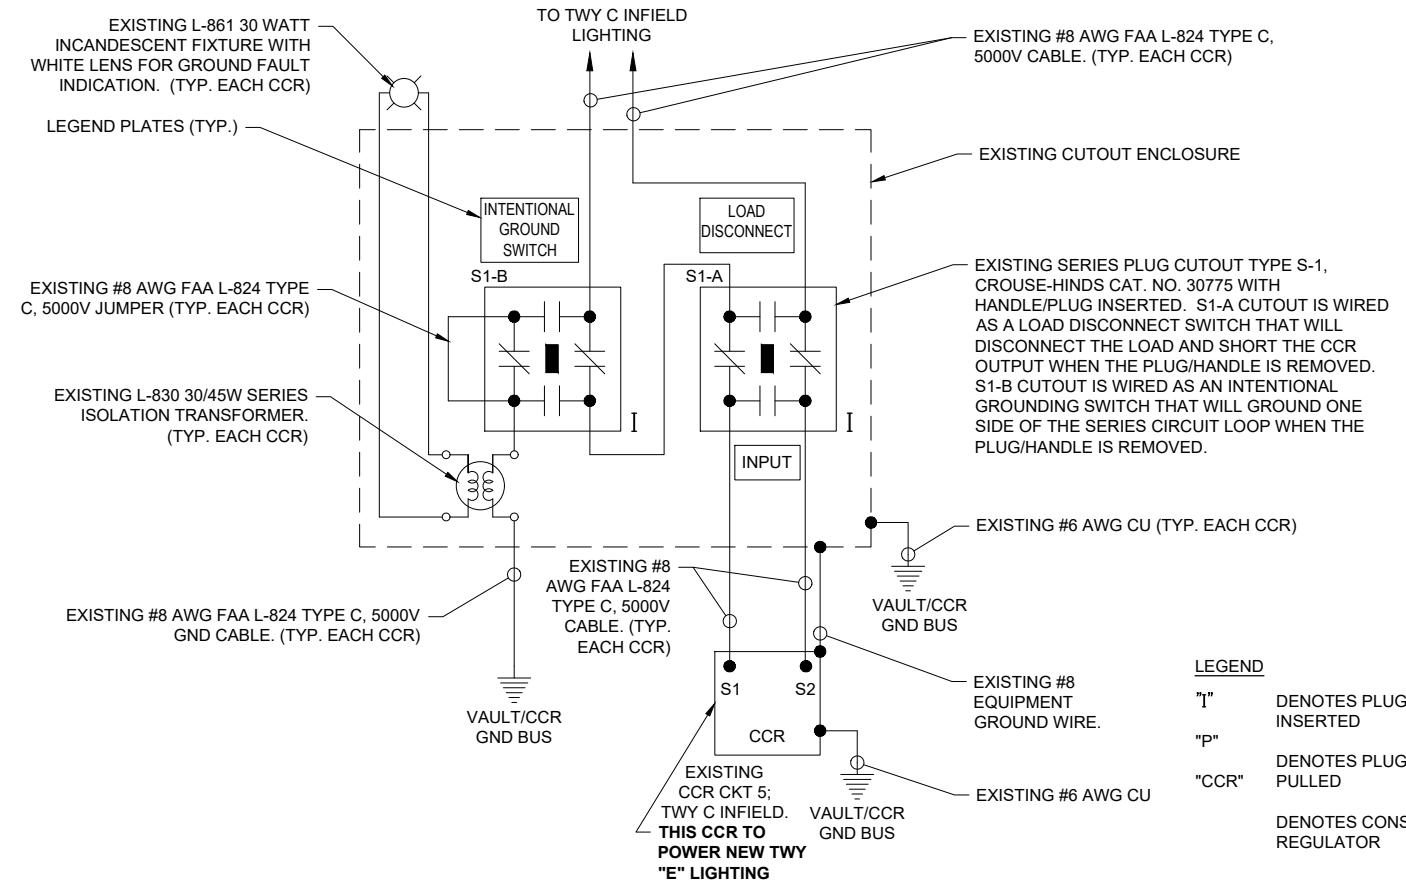 EXISTING L-861 30 WATT
INCANDESCENT FIXTURE WITH
WHITE LENS FOR GROUND FAULT
INDICATION. (TYP. EACH CCR)
LEGEND PLATES (TYP.)
TO TWY C INFIELD
LIGHTING
EXISTING #8 AWG FAA L-824 TYPE C,
5000V CABLE. (TYP. EACH CCR)
EXISTING CUTOUT ENCLOSURE
INTENTIONAL
GROUND
SWITCH
LOAD
DISCONNECT
S1-B
S1-A
EXISTING #8 AWG FAA L-824 TYPE
C, 5000V JUMPER (TYP. EACH CCR)
EXISTING SERIES PLUG CUTOUT TYPE S-1,
CROUSE-HINDS CAT. NO. 30775 WITH
HANDLE/PLUG INSERTED. S1-A CUTOUT IS WIRED
AS A LOAD DISCONNECT SWITCH THAT WILL
DISCONNECT THE LOAD AND SHORT THE CCR
OUTPUT WHEN THE PLUG/HANDLE IS REMOVED.
S1-B CUTOUT IS WIRED AS AN INTENTIONAL
GROUNDING SWITCH THAT WILL GROUND ONE
SIDE OF THE SERIES CIRCUIT LOOP WHEN THE
PLUG/HANDLE IS REMOVED.
I
I
EXISTING L-830 30/45W SERIES
ISOLATION TRANSFORMER.
(TYP. EACH CCR)
INPUT
EXISTING #6 AWG CU (TYP. EACH CCR)
VAULT/CCR
GND BUS
EXISTING #8
AWG FAA L-824
TYPE C, 5000V
CABLE. (TYP.
EACH CCR)
EXISTING #8 AWG FAA L-824 TYPE C, 5000V
GND CABLE. (TYP. EACH CCR)
VAULT/CCR
GND BUS
S1
S2
CCR
EXISTING #8
EQUIPMENT
GROUND WIRE.
EXISTING
CCR CKT 5;
TWY C INFIELD.
THIS CCR TO
POWER NEW TWY
"E" LIGHTING
VAULT/CCR
GND BUS
EXISTING #6 AWG CU
LEGEND
"I" DENOTES PLUG
INSERTED
"P"
DENOTES PLUG
"CCR" PULLED
DENOTES CONS
REGULATOR